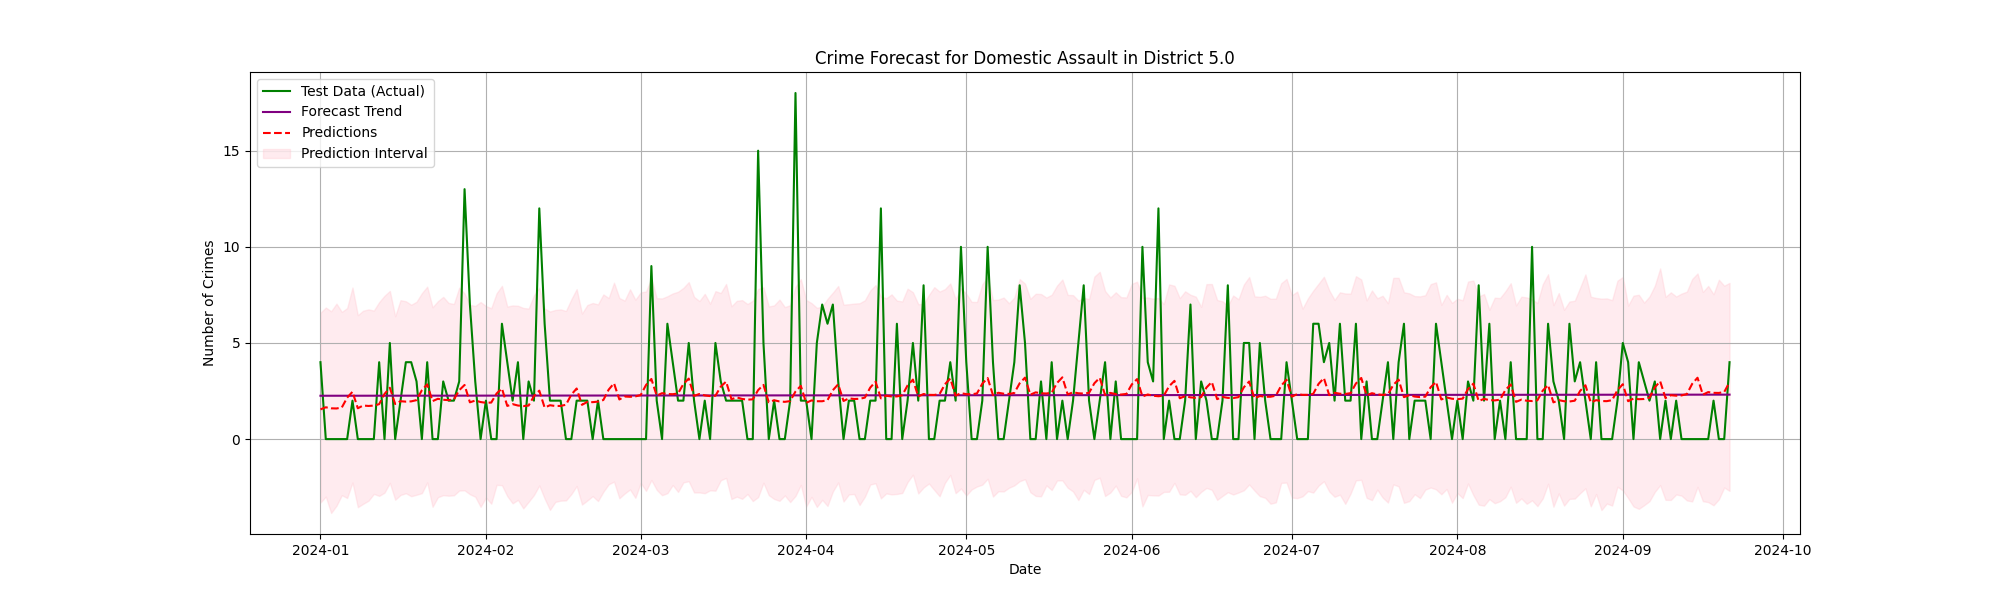 Crime Forecast for Domestic Assault in District 5.0
Test Data (Actual)
Forecast Trend
Predictions
Prediction Interval
Number of Crimes
15
10
5
0
2024-01 2024-02 2024-03 2024-04 2024-05 2024-06 2024-07 2024-08 2024-09 2024-10
Date